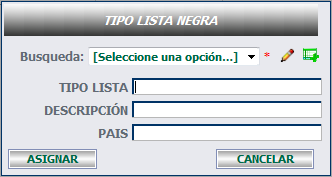 TIPO LISTA NEGRA
Busqueda: [Seleccione una opción...] *
TIPO LISTA
DESCRIPCIÓN
PAIS
ASIGNAR CANCELAR